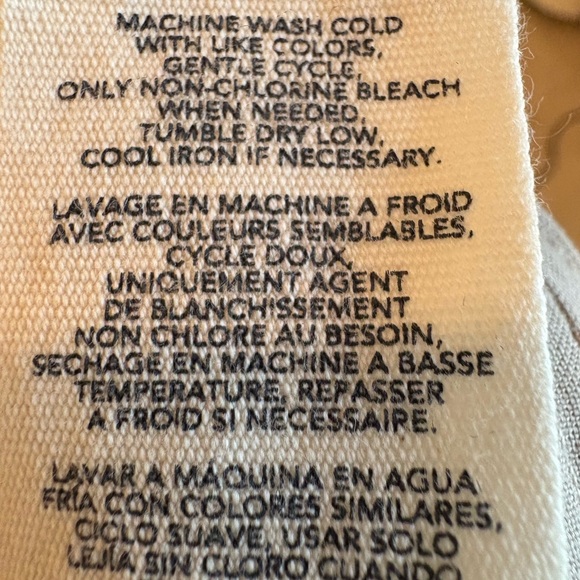 MACHINE WASH COLD
WITH LIKE COLORS,
GENTLE CYCLE,
ONLY NON-CHLORINE BLEACH
WHEN NEEDED,
TUMBLE DRY LOW,
COOL IRON IF NECESSARY.
LAVAGE EN MACHINE A FROID
AVEC COULEURS SEMBLABLES,
CYCLE DOUX,
UNIQUEMENT AGENT
DE BLANCHISSEMENT
NON CHLORE AU BESOIN,
SECHAGE EN MACHINE A BASSE
TEMPERATURE, REPASSER
A FROID SI NECESSAIRE.
LAVAR A MÁQUINA EN AGUA
FRÍA CON COLORES SIMILARES,
CICLO SUAVE, USAR SOLO
LEJÍA SIN CLORO CUANDO